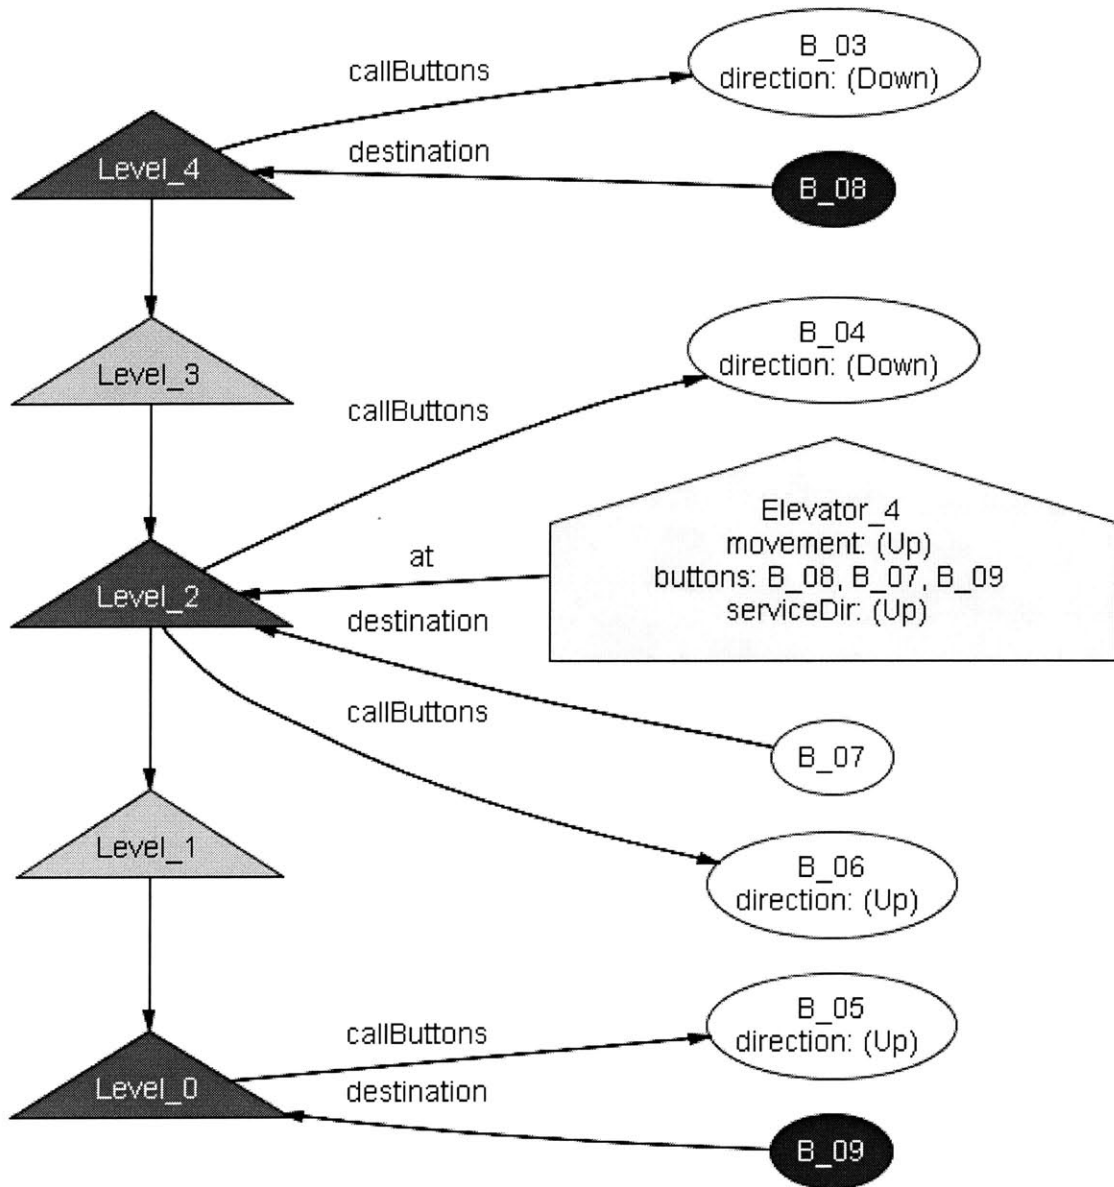 B_03
direction: (Down)
callButtons
destination
Level_4
B_08
B_04
direction: (Down)
Level_3
callButtons
Elevator_4
movement: (Up)
buttons: B_08, B_07, B_09
serviceDir: (Up)
at
Level_2
destination
callButtons
B_07
Level_1
B_06
direction: (Up)
B_05
direction: (Up)
callButtons
Level_0
destination
B_09